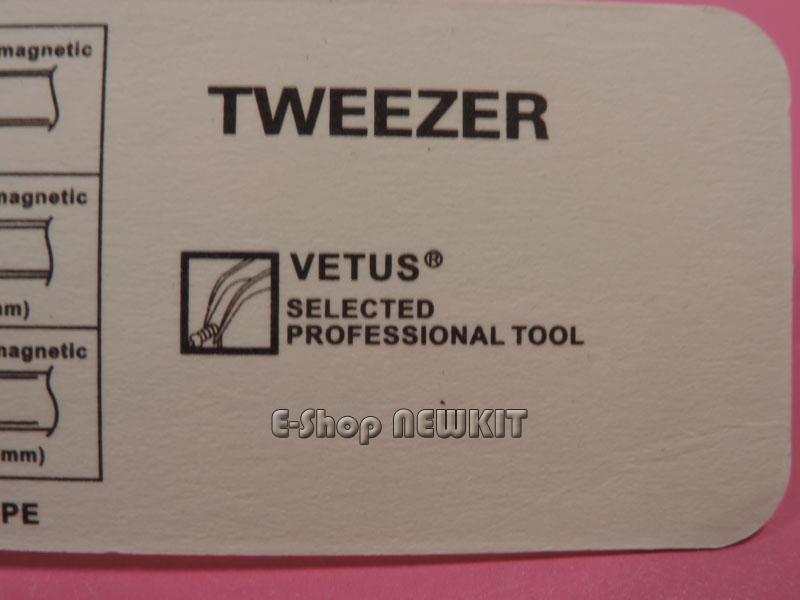 magnetic
TWEEZER
magnetic
VETUS®
SELECTED
PROFESSIONAL TOOL
mm)
magnetic
E-Shop NEWKIT
mm)
PE